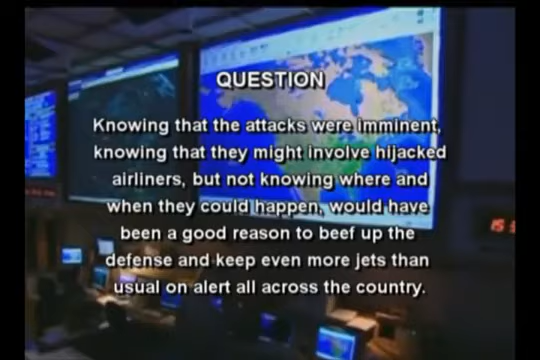 QUESTION
Knowing that the attacks were imminent,
knowing that they might involve hijacked
airliners, but not knowing where and
when they could happen, would have
been a good reason to beef up the
defense and keep even more jets than
usual on alert all across the country.